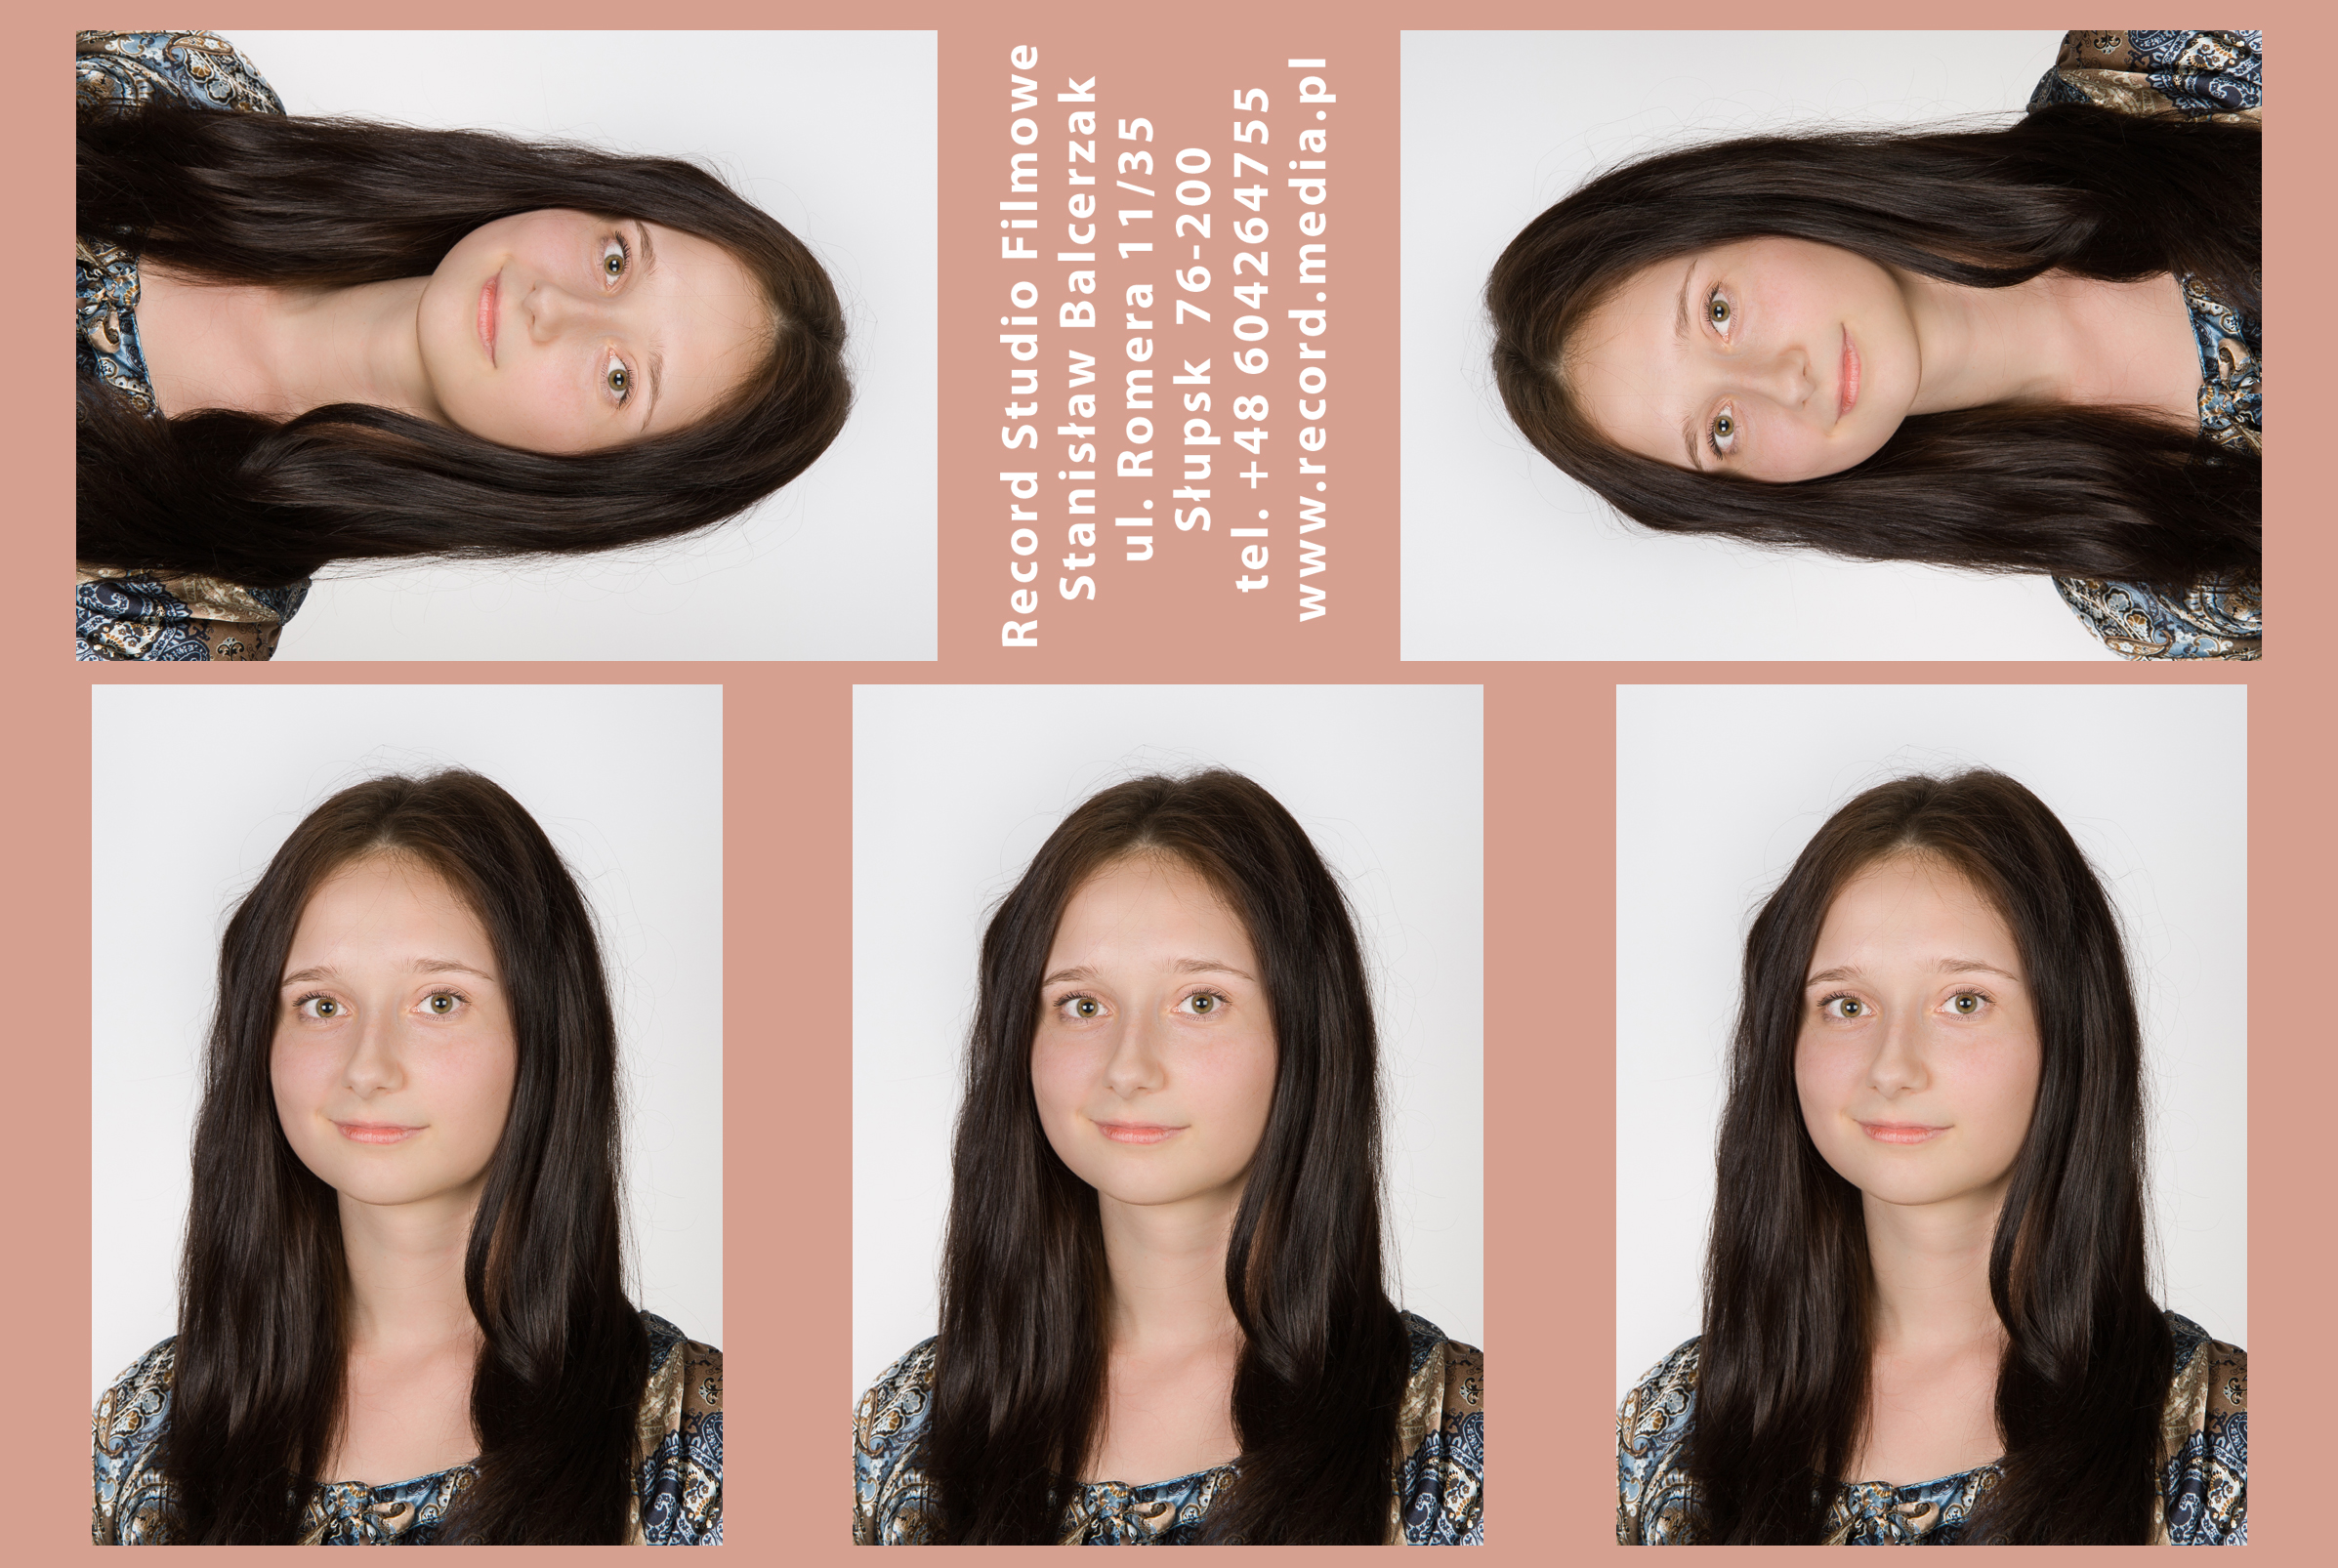 Record Studio Filmowe
Stanisław Balcerzak
ul. Romera 11/35
Słupsk 76-200
tel. +48 604264755
www.record.media.pl